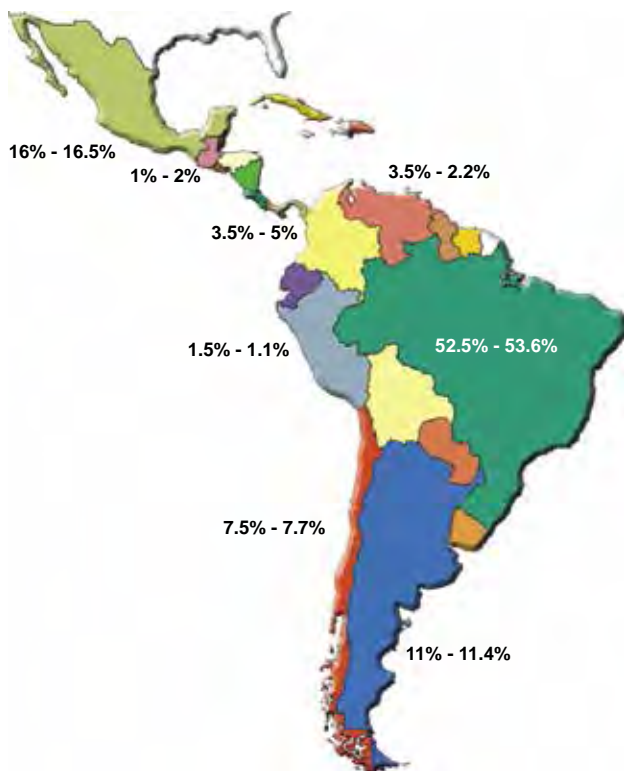 16% - 16.5%
1% - 2%
3.5% - 2.2%
3.5% - 5%
1.5% - 1.1%
52.5% - 53.6%
7.5% - 7.7%
11% - 11.4%